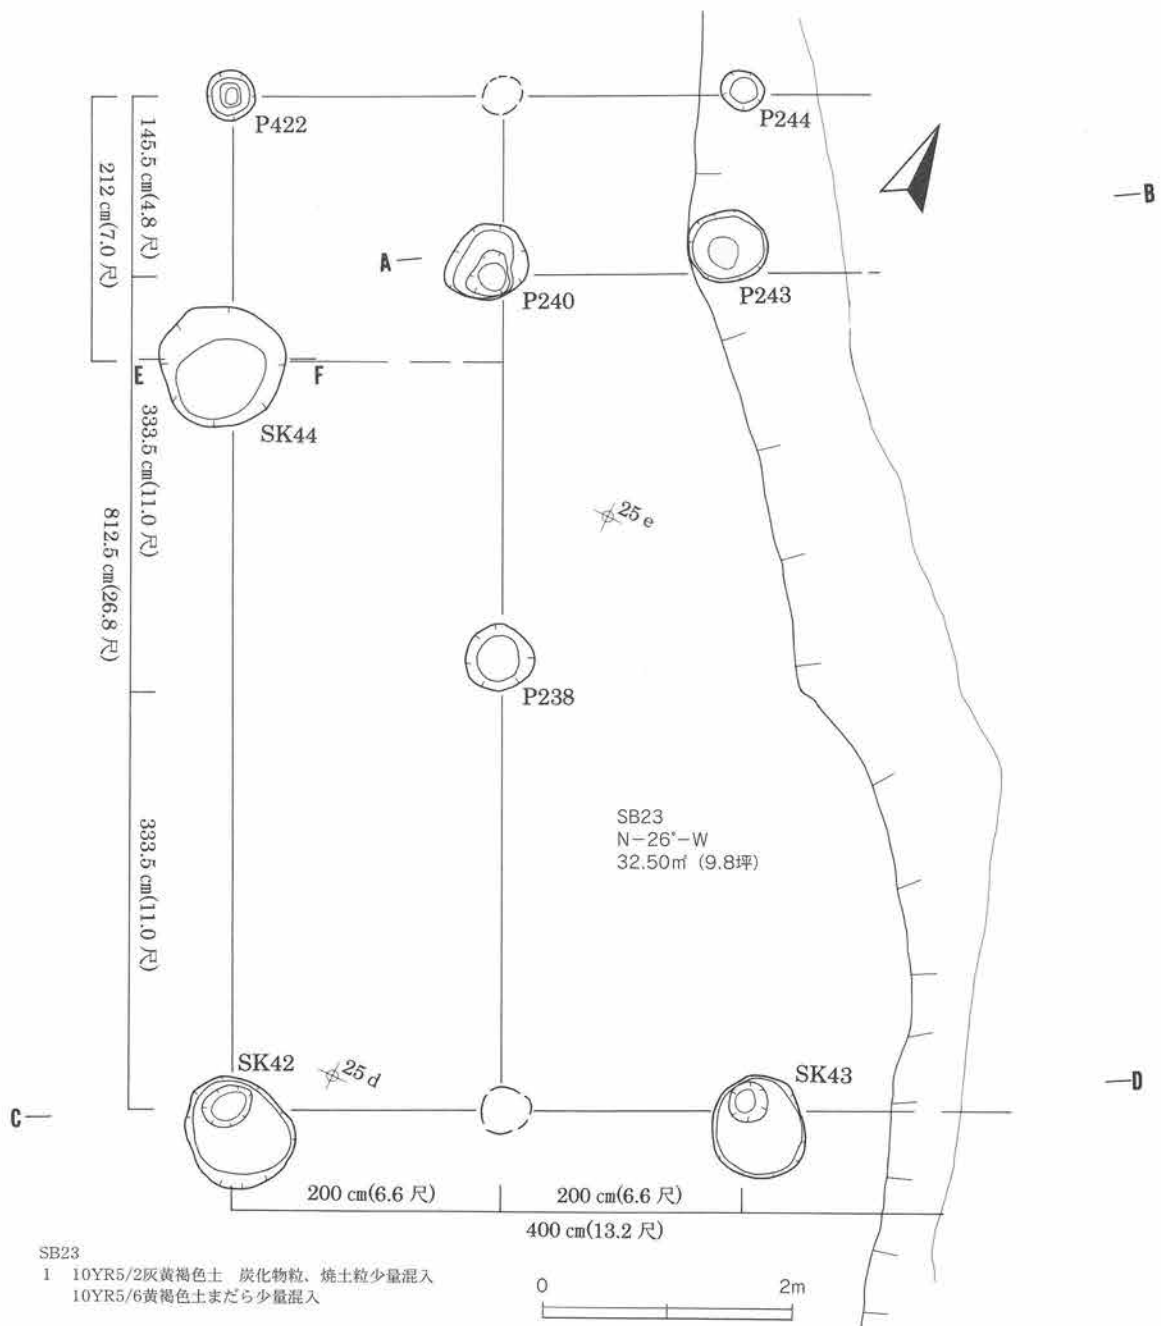 P422
P244
145.5 cm(4.8 尺)
212 cm(7.0 尺)
B
A
P240
P243
E
F
SK44
333.5 cm(11.0 尺)
812.5 cm(26.8 尺)
25 e
P238
SB23
N−26°−W
32.50㎡ (9.8坪)
333.5 cm(11.0 尺)
SK42
25 d
SK43
C
D
200 cm(6.6 尺)
200 cm(6.6 尺)
400 cm(13.2 尺)
SB23
1 10YR5/2灰黄褐色土 炭化物粒、焼土粒少量混入
10YR5/6黄褐色土まだら少量混入
0
2m